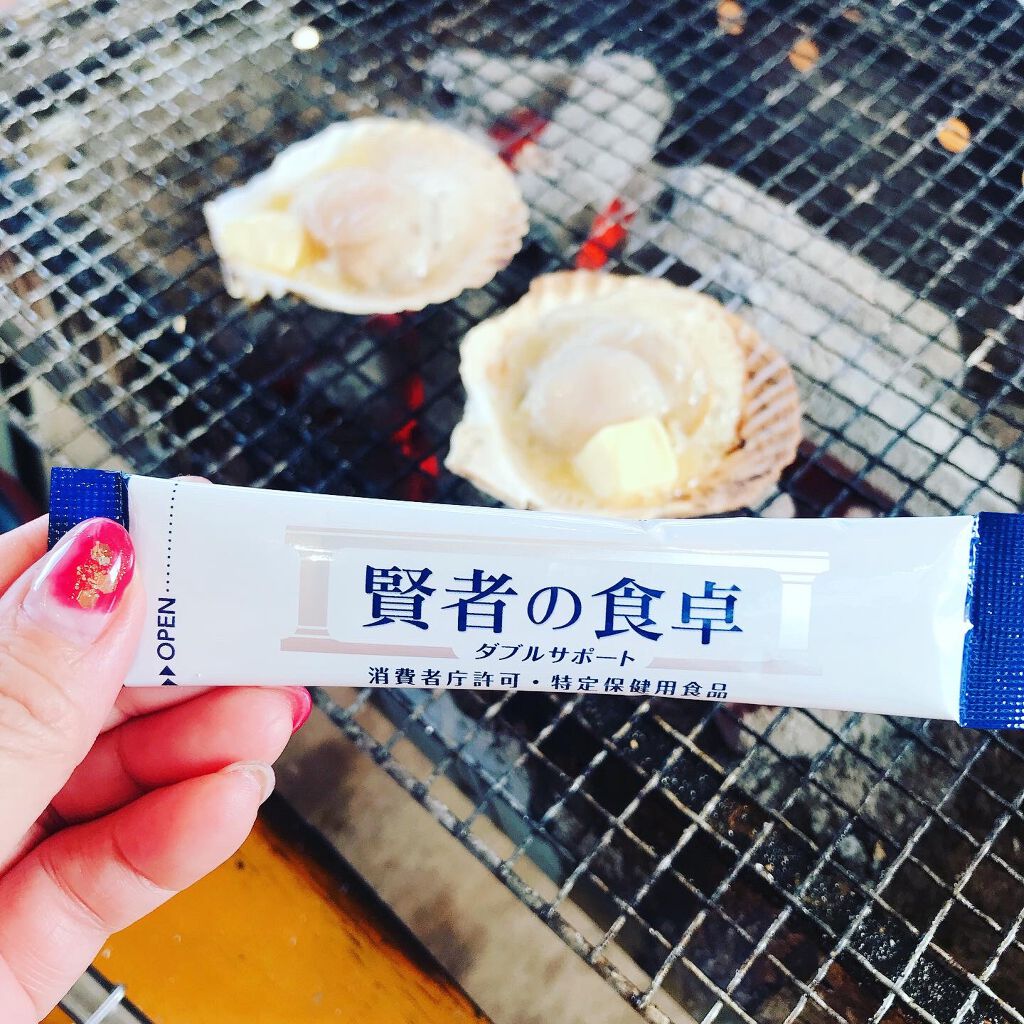 OPEN
賢者の食卓
ダブルサポート
消費者庁許可・特定保健用食品